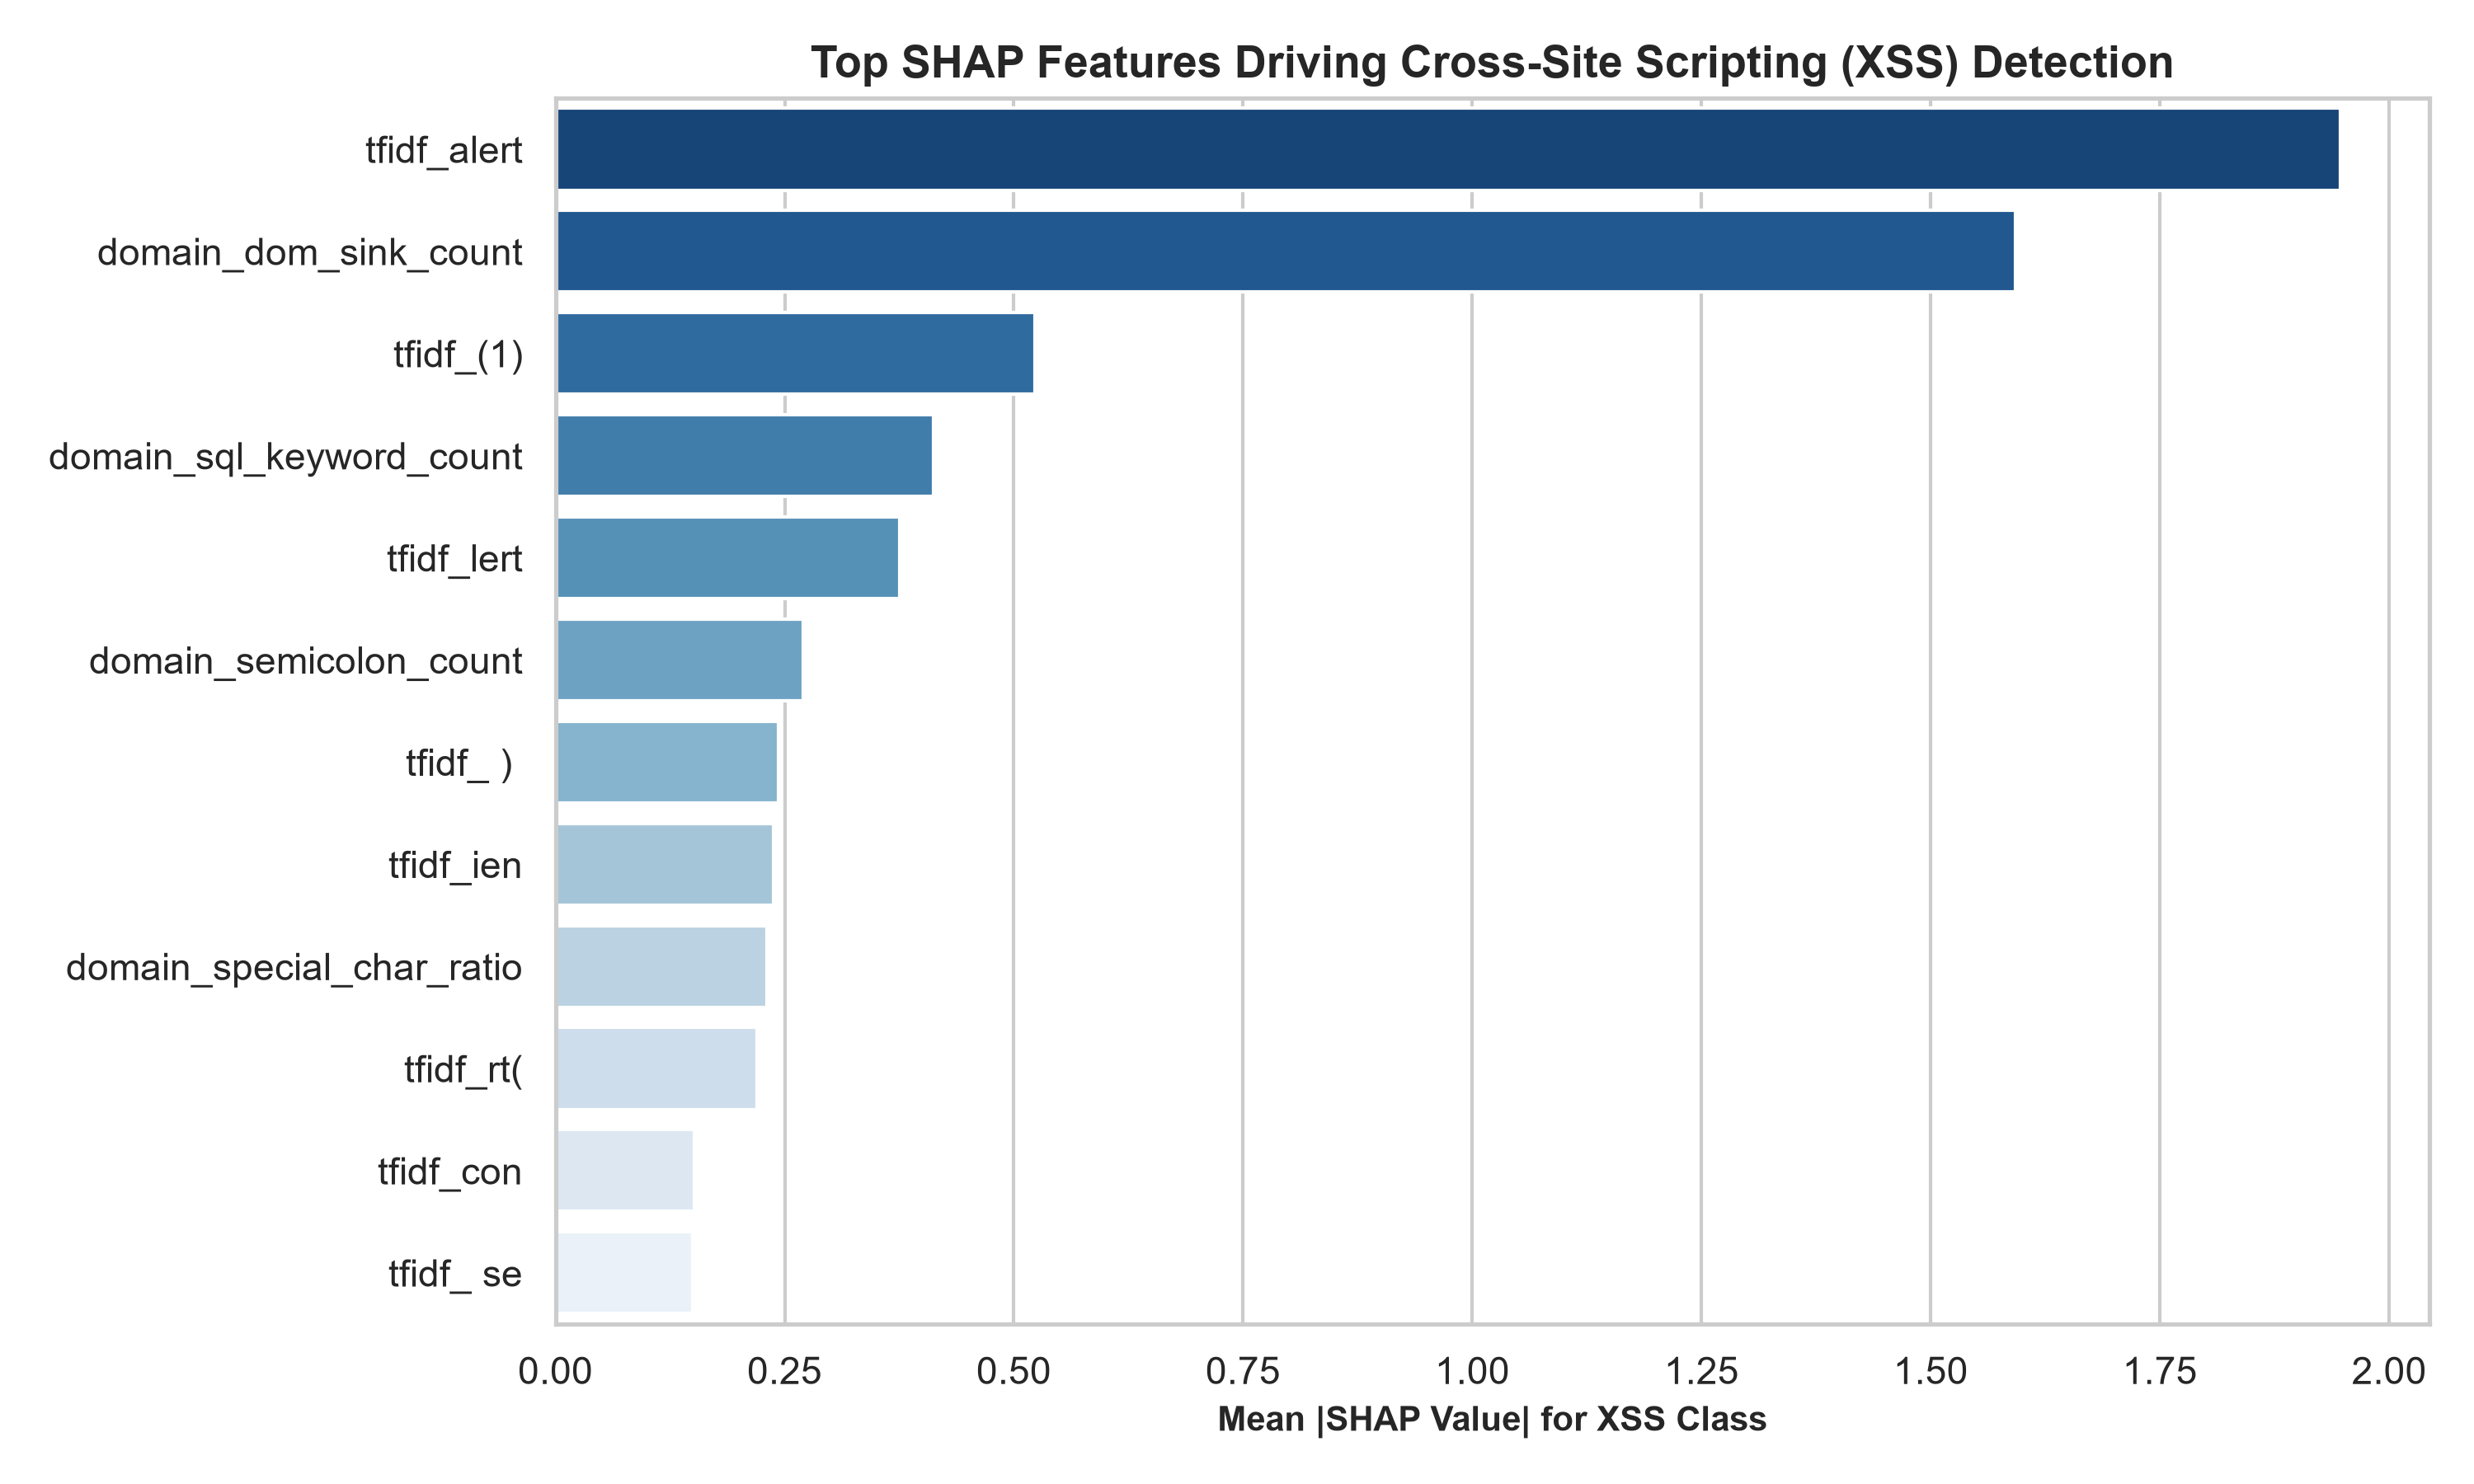 Top SHAP Features Driving Cross-Site Scripting (XSS) Detection
tfidf_alert
domain_dom_sink_count
tfidf_(1)
domain_sql_keyword_count
tfidf_lert
domain_semicolon_count
tfidf_ )
tfidf_ien
domain_special_char_ratio
tfidf_rt(
tfidf_con
tfidf_ se
0.00 0.25 0.50 0.75 1.00 1.25 1.50 1.75 2.00
Mean |SHAP Value| for XSS Class